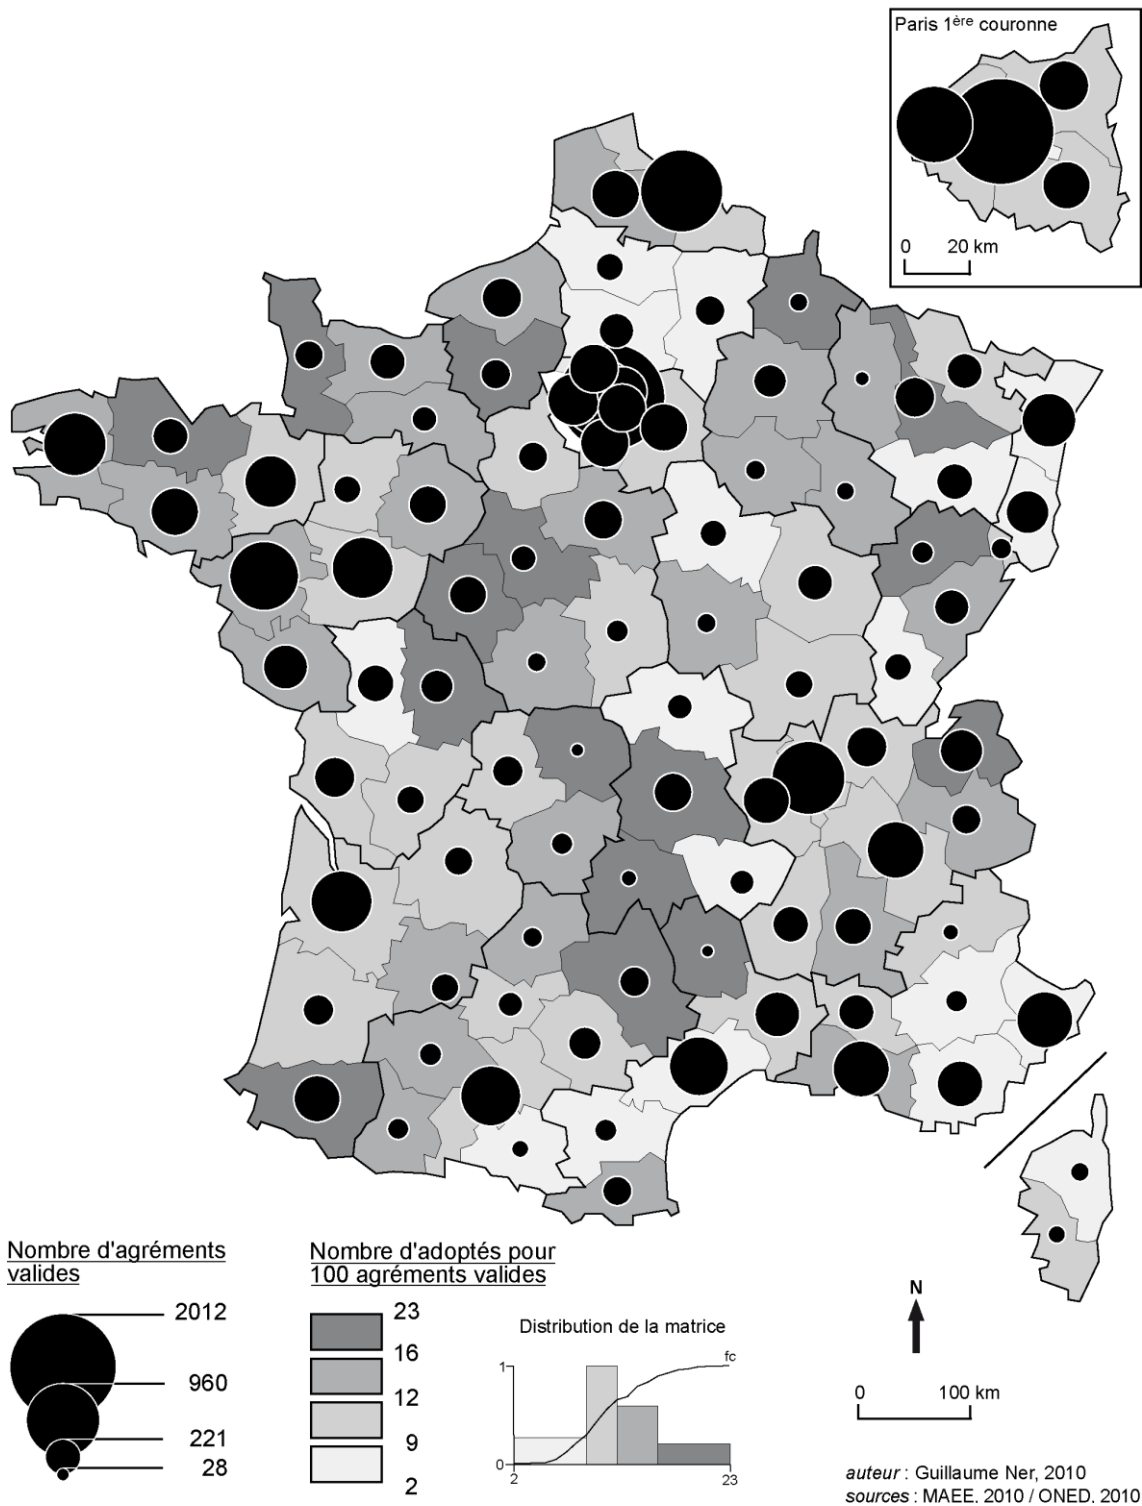 Paris 1ère couronne
0 20 km
Nombre d'agréments
valides
2012
960
221
28
Nombre d'adoptés pour
100 agréments valides
23
16
12
9
2
Distribution de la matrice
fc
1
0
2 23
N
0 100 km
auteur : Guillaume Ner, 2010
sources : MAEE, 2010 / ONED, 2010